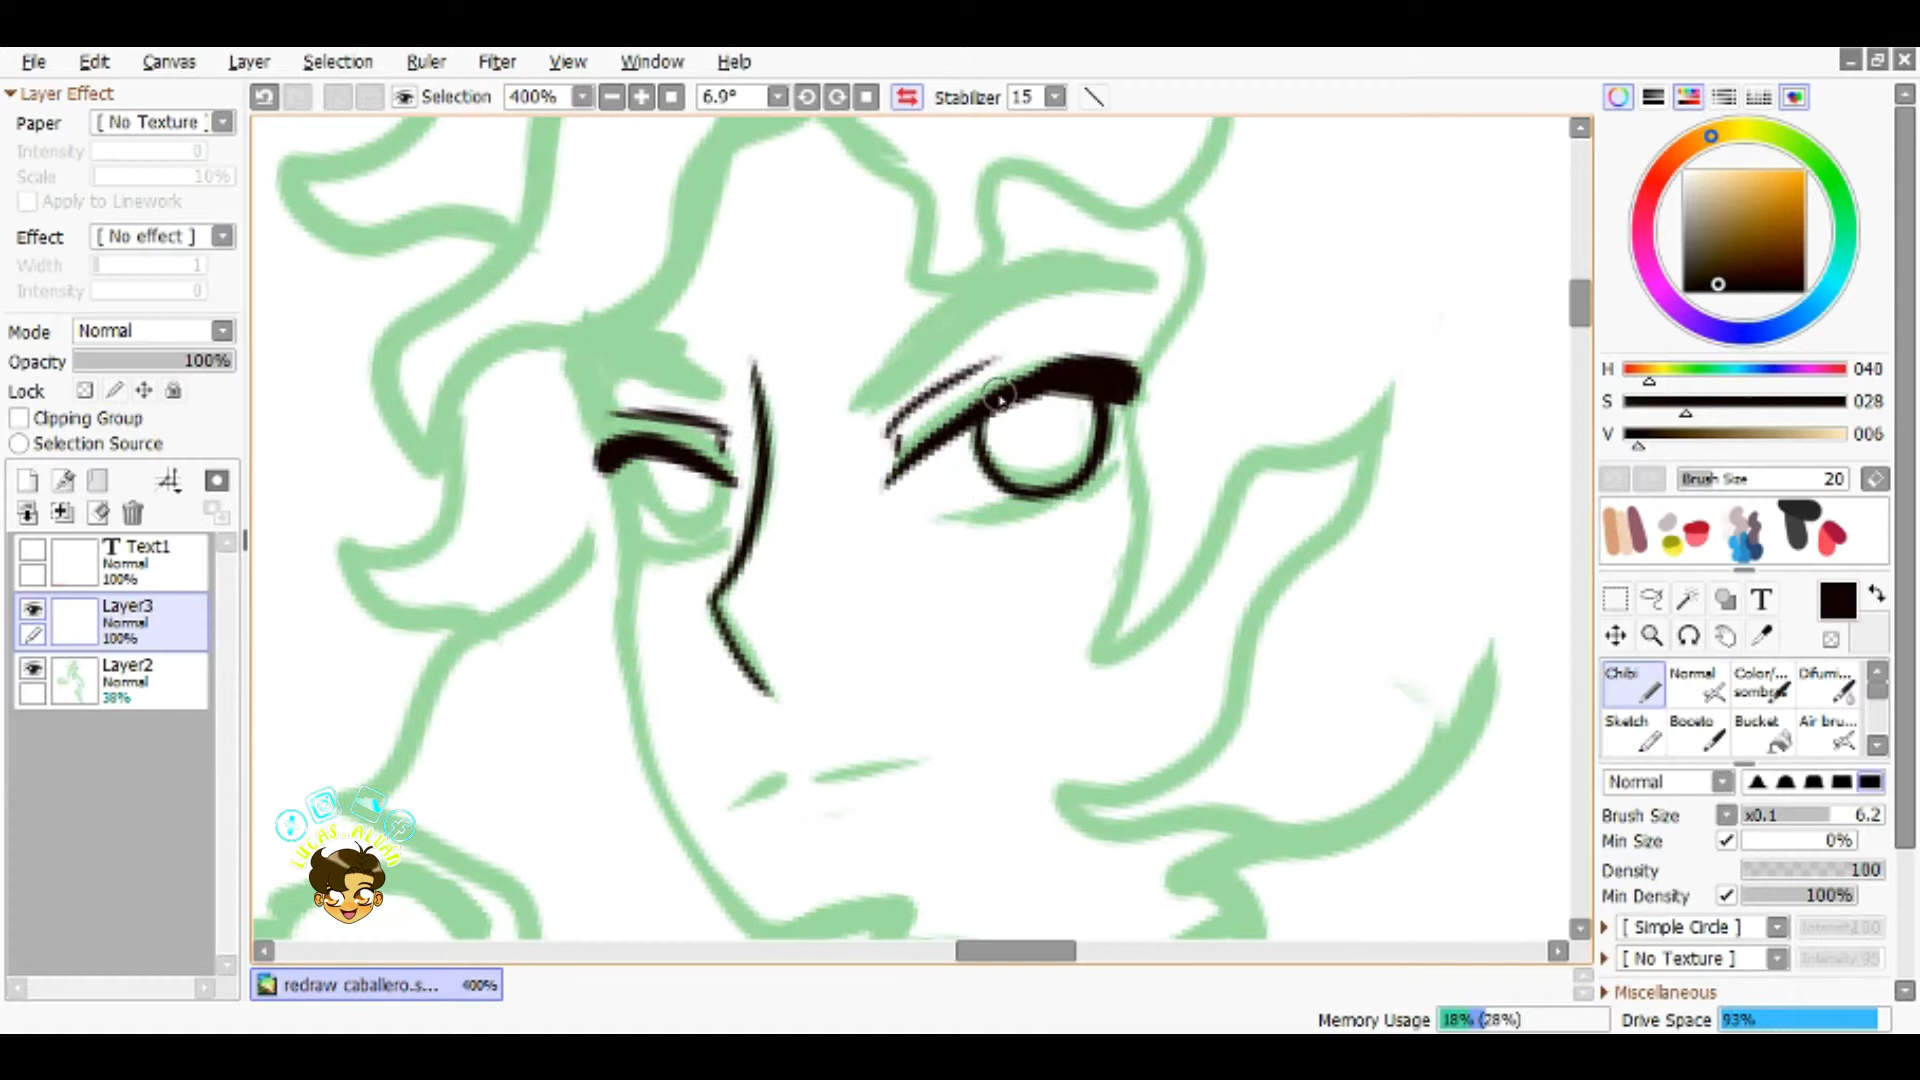 File Edit Canvas Layer Selection Ruler Filter View Window Help
Layer Effect
Paper [ No Texture ]
Intensity 0
Scale 10%
Apply to Linework
Effect [ No effect ]
Width 1
Intensity 0
Mode Normal
Opacity 100%
Lock
Clipping Group
Selection Source
Text1
Normal
100%
Layer3
Normal
100%
Layer2
Normal
38%
Selection 400% 6.9° Stabilizer 15
LUCAS_ALVAN
redraw caballero.s... 400%
H 040
S 028
V 006
Brush Size 20
T
Chibi Normal Color/... Difumi...
sombr
Sketch Boceto Bucket Air bru...
Normal
Brush Size x0.1 6.2
Min Size 0%
Density 100
Min Density 100%
[ Simple Circle ]
[ No Texture ]
Miscellaneous
Memory Usage 18% (28%) Drive Space 93%